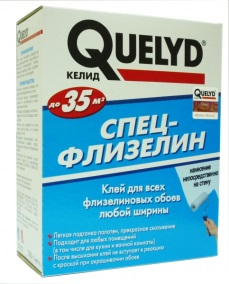 QUELYD®
КЕЛИД
до 35 м²
СПЕЦ-
ФЛИЗЕЛИН
нанесение
непосредственно
на стену
Клей для всех
флизелиновых обоев
любой ширины
• Легкая подгонка полотен, прекрасное скольжение
• Подходит для любых помещений
(в том числе для кухни и ванной комнаты)
• После высыхания клей не вступает в реакцию
с краской при окрашивании обоев